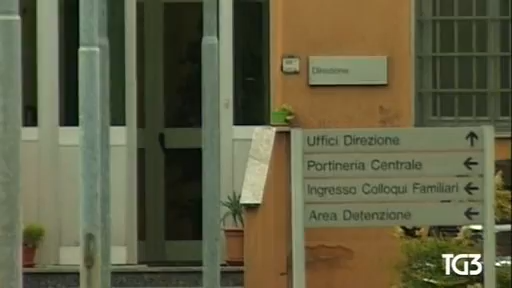 Direzione
Uffici Direzione ↑
Portineria Centrale ←
Ingresso Colloqui Familiari ←
Area Detenzione ←
TG3